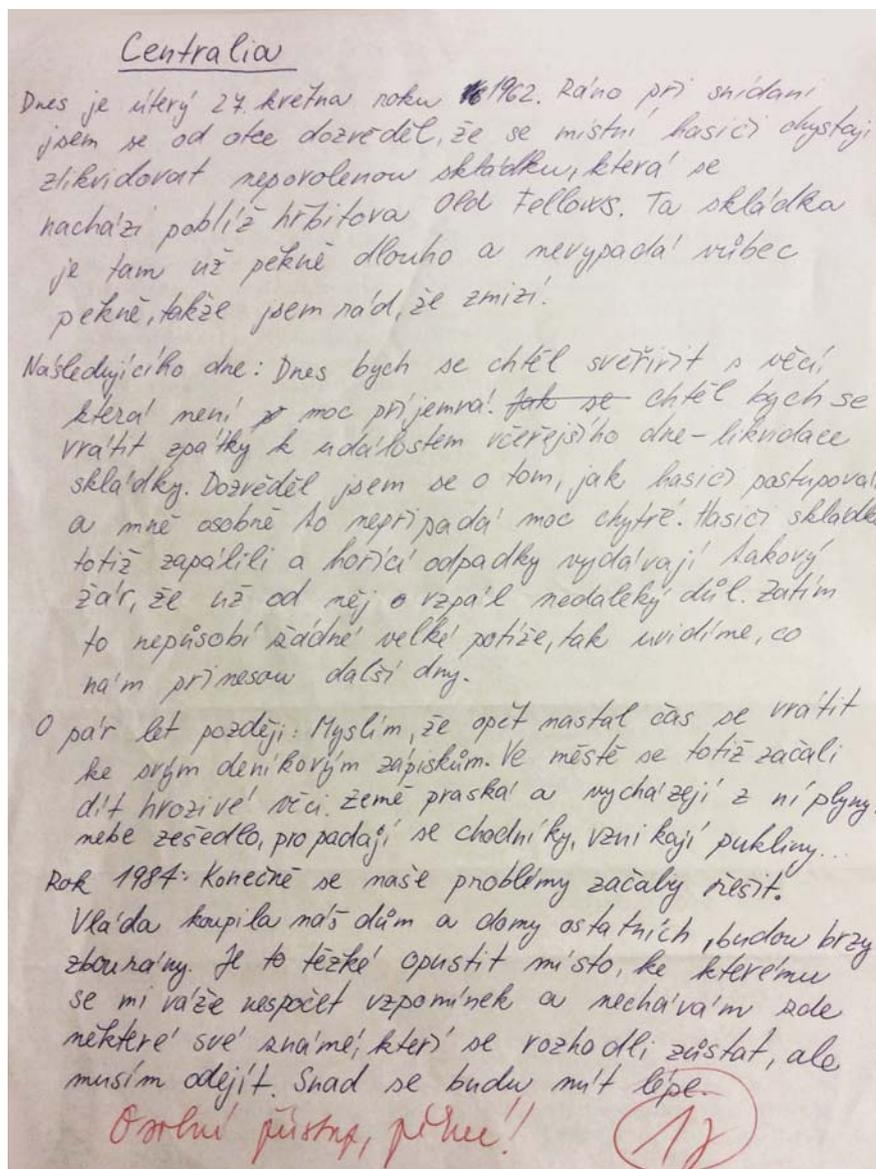 Centralia
Dnes je úterý 27. května roku 1962. Ráno při snídani
jsem se od otce dozvěděl, že se místní hasiči chystají
zlikvidovat nepovolenou skládku, která se
nachází poblíž hřbitova Old Fellows. Ta skládka
je tam už pěkně dlouho a nevypadá vůbec
pěkně, takže jsem rád, že zmizí.
Následujícího dne: Dnes bych se chtěl svěřirit s věcí,
která není moc příjemná. Jak se chtěl bych se
vrátit zpátky k událostem včerejšího dne - likvidace
skládky. Dozvěděl jsem se o tom, jak hasiči postupovali
a mně osobně to nepřipadá moc chytré. Hasiči skládku
totiž zapálili a hořící odpadky vydávají takový
žár, že už od něj vzpál nedaleký důl. Zatím
to nepůsobí žádné velké potíže, tak uvidíme, co
nám přinesou další dny.
O pár let později: Myslím, že opět nastal čas se vrátit
ke svým deníkovým zápiskům. Ve městě se totiž začali
dít hrozivé věci. Země praská a vycházejí z ní plyny,
nebe zešedlo, propadají se chodníky, vznikají pukliny...
Rok 1984: Konečně se naše problémy začaly řešit.
Vláda koupila náš dům a domy ostatních, budou brzy
zbourány. Je to těžké opustit místo, ke kterému
se mi váže nespočet vzpomínek a nechávám zde
některé své známé, kteří se rozhodli zůstat, ale
musím odejít. Snad se budu mít lépe.
Osobní přístup, pěkné!